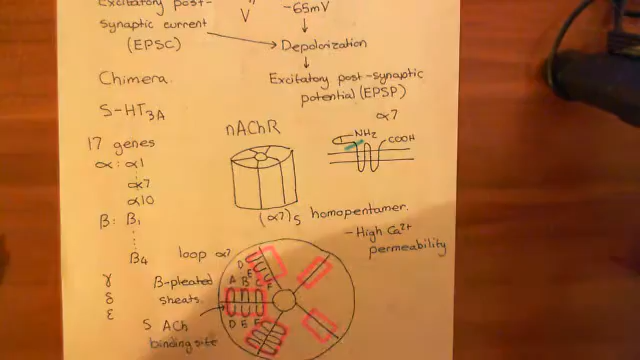 Excitatory post-
synaptic current
(EPSC)
V
-65mV
↓
Depolorization
↓
Excitatory post-synaptic
potential (EPSP)
Chimera.
5-HT3A
17 genes
α: α1
α7
α10
β: β1
β4
γ
δ
ε
nAChR
α7
NH2
COOH
(α7)5 homopentamer.
- High Ca2+
permeability
loop α7
β-pleated
sheats.
5 ACh
binding site
D E F
A B C
D E F